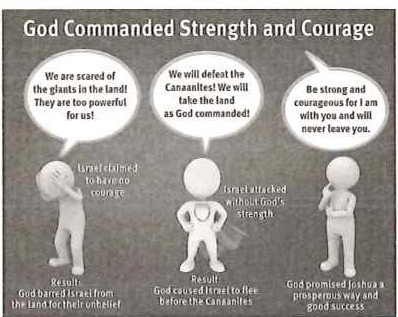 God Commanded Strength and Courage
We are scared of
the giants in the land!
They are too powerful
for us!
Israel claimed
to have no
courage
Result:
God barred Israel from
the land for their unbelief
We will defeat the
Canaanites! We will
take the land
as God commanded!
Israel attacked
without God's
strength
Result:
God caused Israel to flee
before the Canaanites
Be strong and
courageous for I am
with you and will
never leave you.
God promised Joshua a
prosperous way and
good success